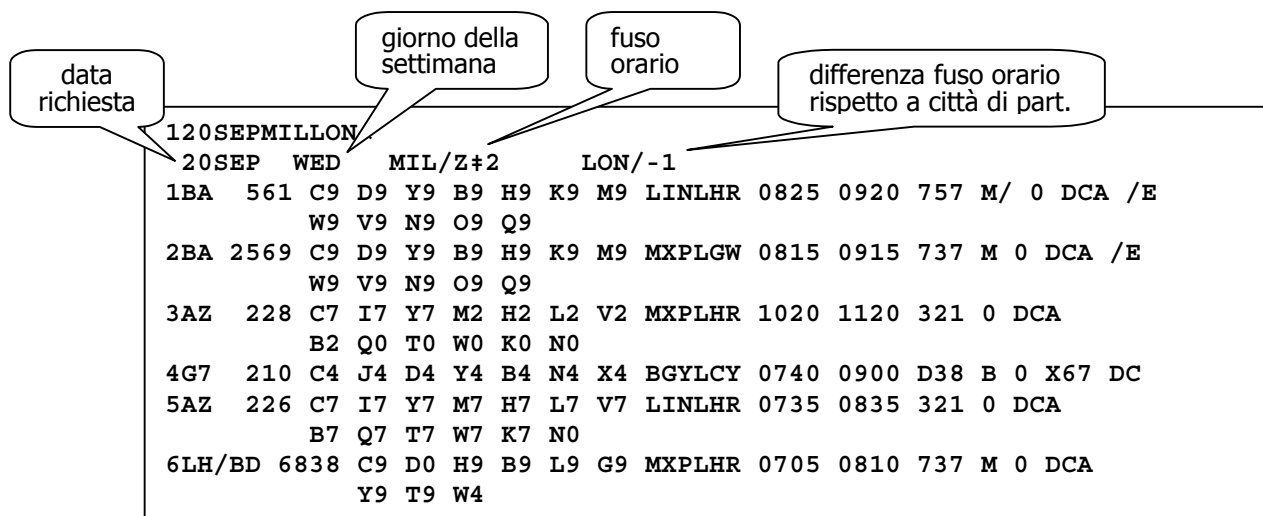 giorno della
settimana
fuso
orario
data
richiesta
differenza fuso orario
rispetto a città di part.
120SEPMILLON
20SEP WED MIL/Z‡2 LON/-1
1BA 561 C9 D9 Y9 B9 H9 K9 M9 LINLHR 0825 0920 757 M/ 0 DCA /E
W9 V9 N9 O9 Q9
2BA 2569 C9 D9 Y9 B9 H9 K9 M9 MXPLGW 0815 0915 737 M 0 DCA /E
W9 V9 N9 O9 Q9
3AZ 228 C7 I7 Y7 M2 H2 L2 V2 MXPLHR 1020 1120 321 0 DCA
B2 Q0 T0 W0 K0 N0
4G7 210 C4 J4 D4 Y4 B4 N4 X4 BGYLCY 0740 0900 D38 B 0 X67 DC
5AZ 226 C7 I7 Y7 M7 H7 L7 V7 LINLHR 0735 0835 321 0 DCA
B7 Q7 T7 W7 K7 N0
6LH/BD 6838 C9 D0 H9 B9 L9 G9 MXPLHR 0705 0810 737 M 0 DCA
Y9 T9 W4